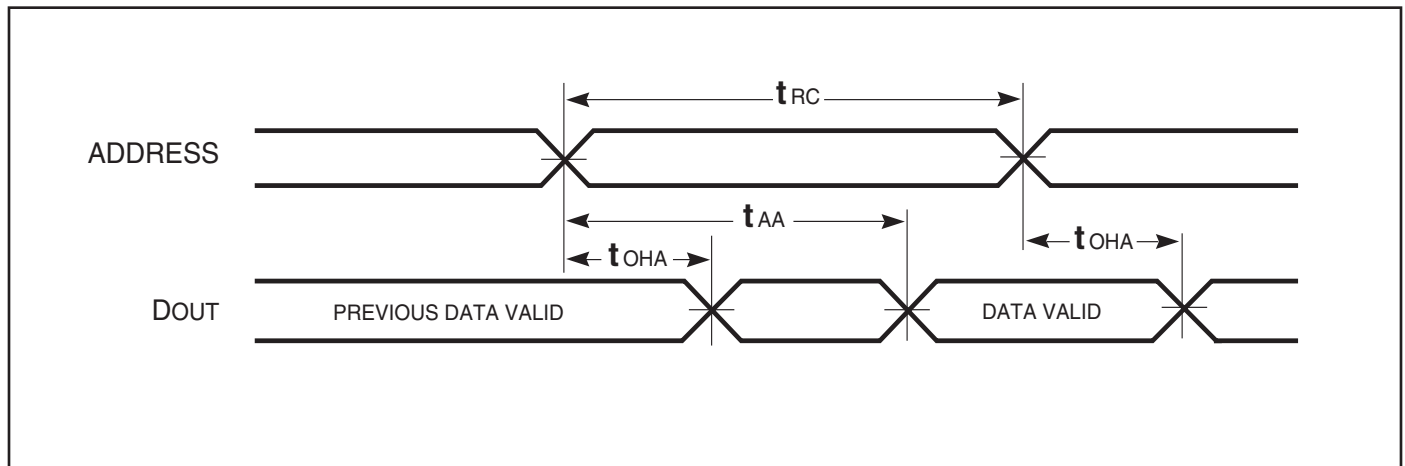 tRC
ADDRESS
tAA
tOHA
tOHA
DOUT
PREVIOUS DATA VALID
DATA VALID